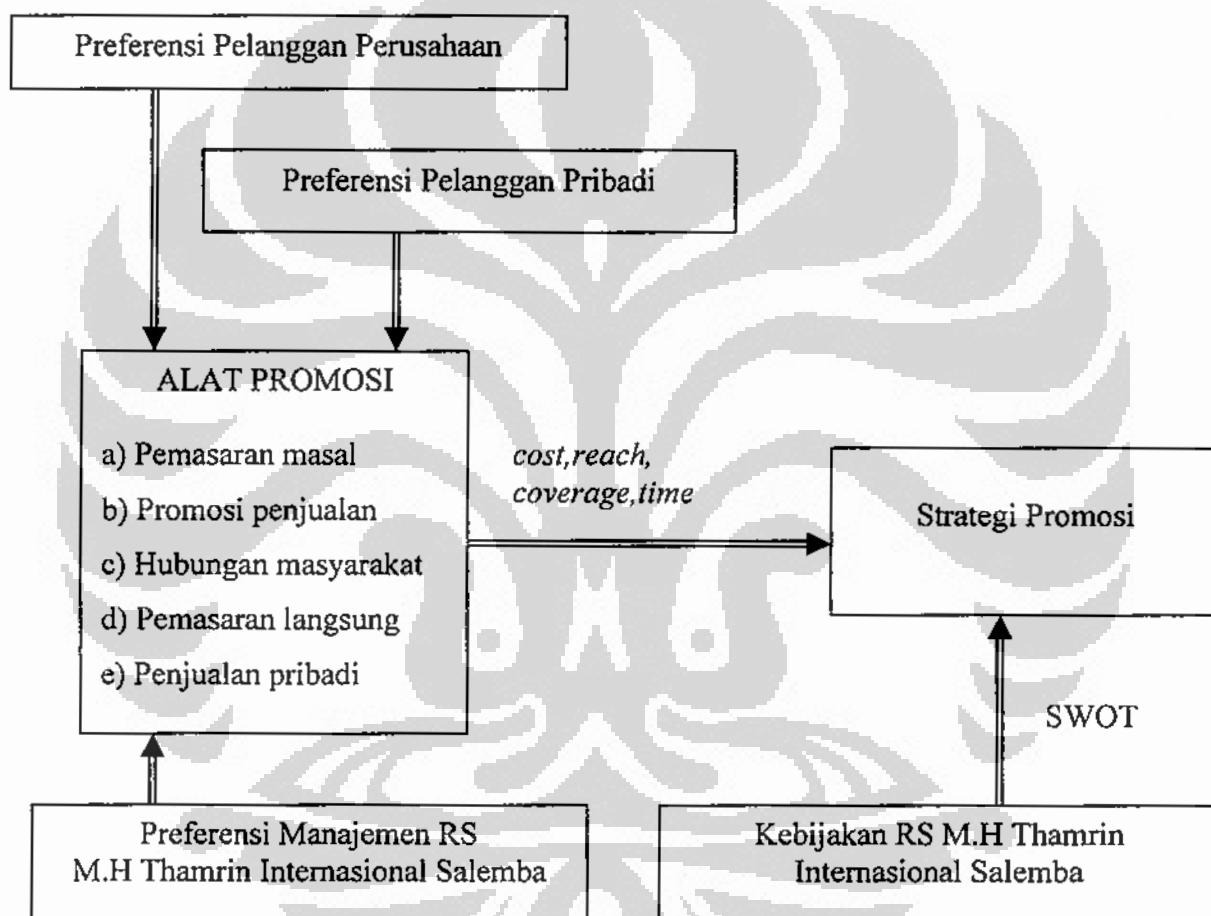 Preferensi Pelanggan Perusahaan
Preferensi Pelanggan Pribadi
ALAT PROMOSI
a) Pemasaran masal
b) Promosi penjualan
c) Hubungan masyarakat
d) Pemasaran langsung
e) Penjualan pribadi
cost,reach,
coverage,time
Strategi Promosi
SWOT
Preferensi Manajemen RS
M.H Thamrin Internasional Salemba
Kebijakan RS M.H Thamrin
Internasional Salemba